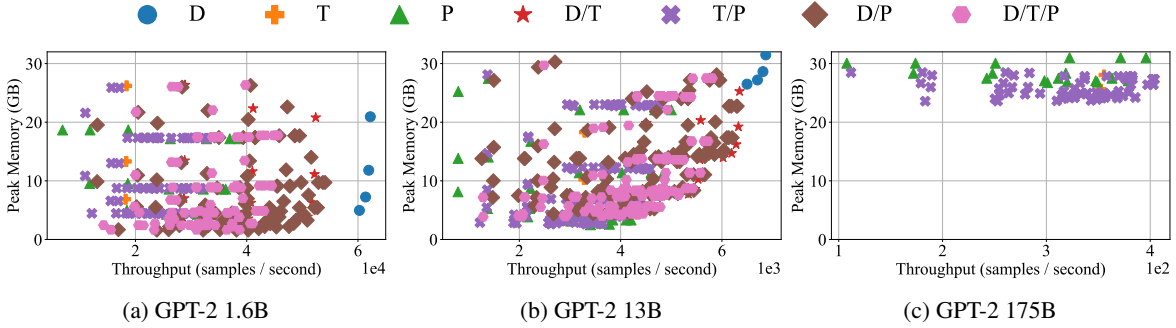 D T P D/T T/P D/P D/T/P
Peak Memory (GB)
30
20
10
0
2 4 6
Throughput (samples / second) 1e4
(a) GPT-2 1.6B
Peak Memory (GB)
30
20
10
0
2 4 6
Throughput (samples / second) 1e3
(b) GPT-2 13B
Peak Memory (GB)
30
20
10
0
1 2 3 4
Throughput (samples / second) 1e2
(c) GPT-2 175B